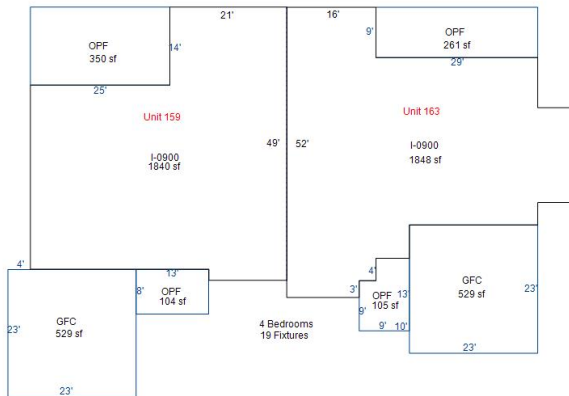 21'
16'
OPF
350 sf
14'
9'
OPF
261 sf
25'
29'
Unit 159
Unit 163
49'
52'
I-0900
1840 sf
I-0900
1848 sf
4'
13'
4'
8'
OPF
104 sf
3'
OPF
105 sf
13'
GFC
529 sf
23'
GFC
529 sf
23'
9'
9'
10'
4 Bedrooms
19 Fixtures
23'
23'